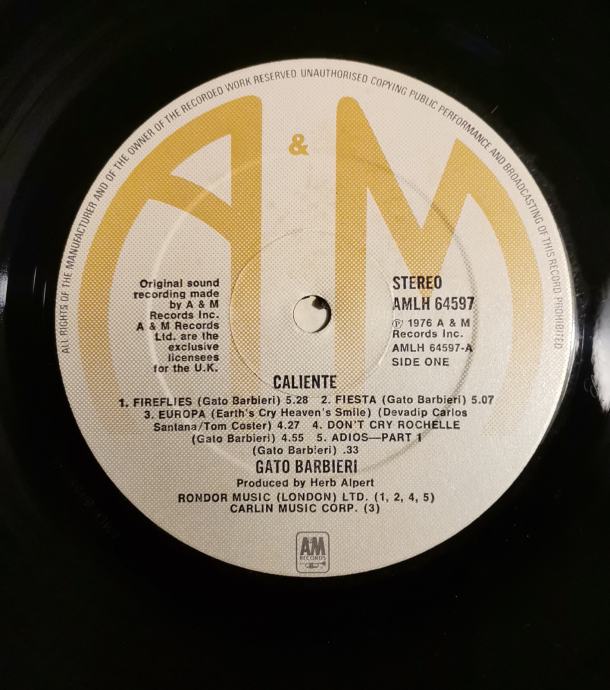 ALL RIGHTS OF THE MANUFACTURER AND OF THE OWNER OF THE RECORDED WORK RESERVED UNAUTHORISED COPYING PUBLIC PERFORMANCE AND BROADCASTING OF THIS RECORD PROHIBITED
A & M
Original sound
recording made
by A & M
Records Inc.
A & M Records
Ltd. are the
exclusive
licensees
for the U.K.
STEREO
AMLH 64597
℗ 1976 A & M
Records Inc.
AMLH 64597-A
SIDE ONE
CALIENTE
1. FIREFLIES (Gato Barbieri) 5.28 2. FIESTA (Gato Barbieri) 5.07
3. EUROPA (Earth's Cry Heaven's Smile) (Devadip Carlos
Santana/Tom Coster) 4.27 4. DON'T CRY ROCHELLE
(Gato Barbieri) 4.55 5. ADIOS—PART 1
(Gato Barbieri) .33
GATO BARBIERI
Produced by Herb Alpert
RONDOR MUSIC (LONDON) LTD. (1, 2, 4, 5)
CARLIN MUSIC CORP. (3)
A&M
RECORDS